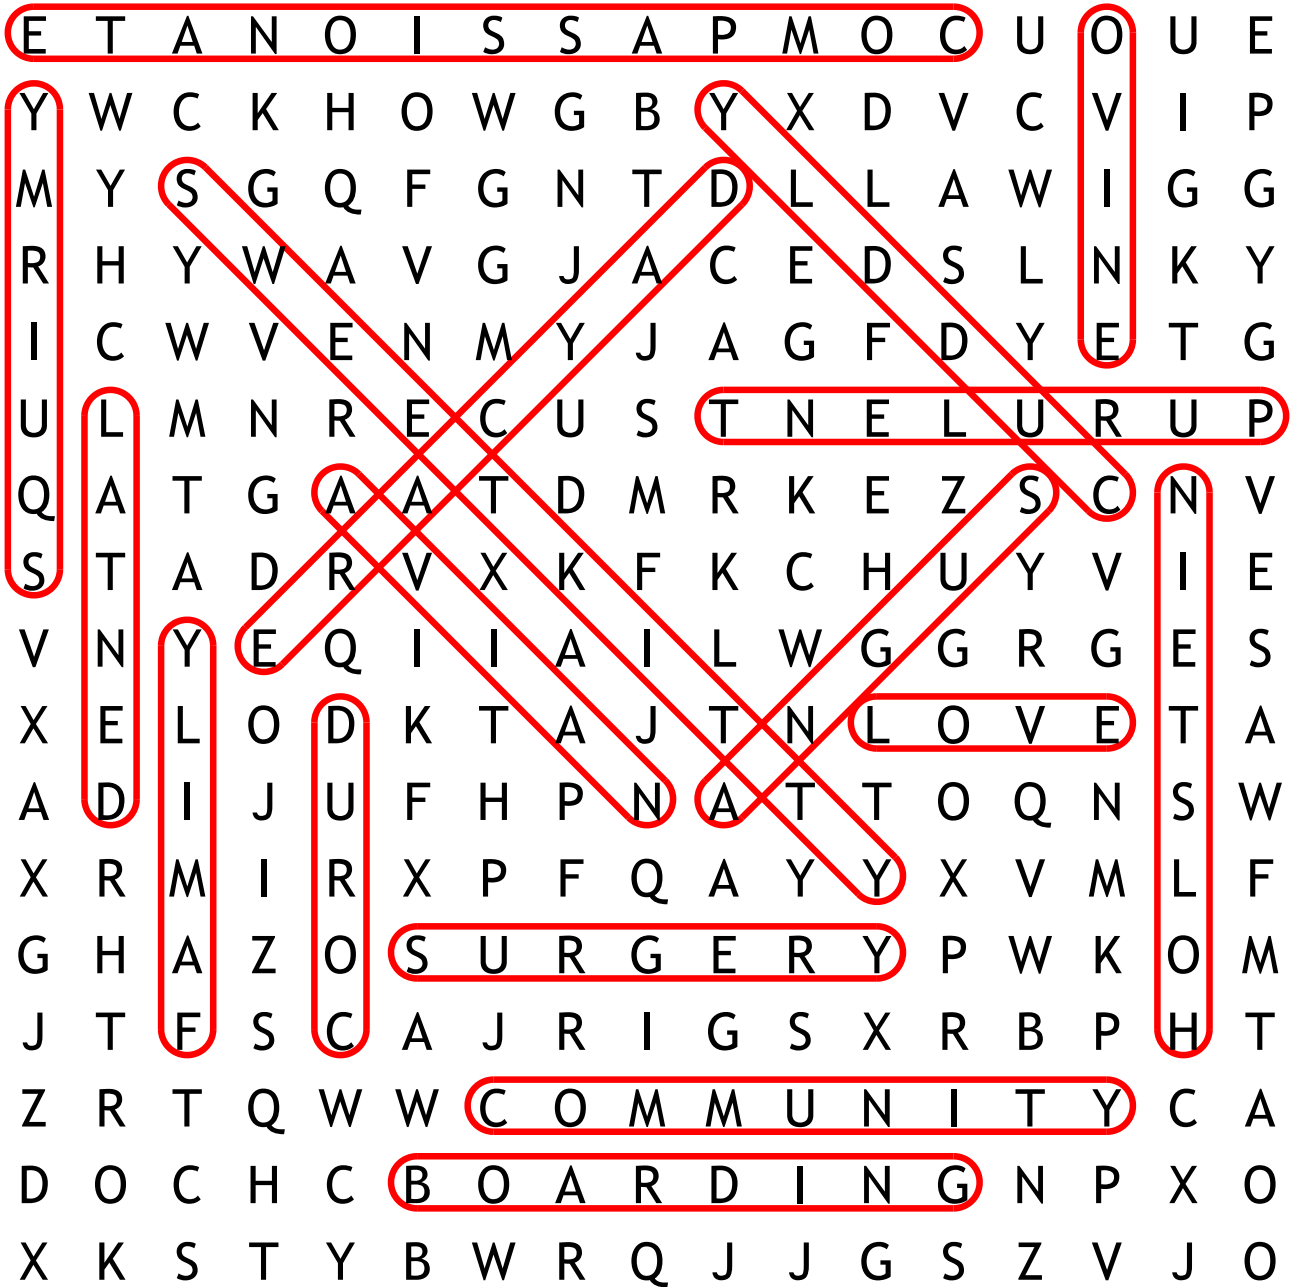 E T A N O I S S A P M O C U O U E
Y W C K H O W G B Y X D V C V I P
M Y S G Q F G N T D L L A W I G G
R H Y W A V G J A C E D S L N K Y
I C W V E N M Y J A G F D Y E T G
U L M N R E C U S T N E L U R U P
Q A T G A A T D M R K E Z S C N V
S T A D R V X K F K C H U Y V I E
V N Y E Q I I A I L W G G R G E S
X E L O D K T A J T N L O V E T A
A D I J U F H P N A T T O Q N S W
X R M I R X P F Q A Y Y X V M L F
G H A Z O S U R G E R Y P W K O M
J T F S C A J R I G S X R B P H T
Z R T Q W W C O M M U N I T Y C A
D O C H C B O A R D I N G N P X O
X K S T Y B W R Q J J G S Z V J O